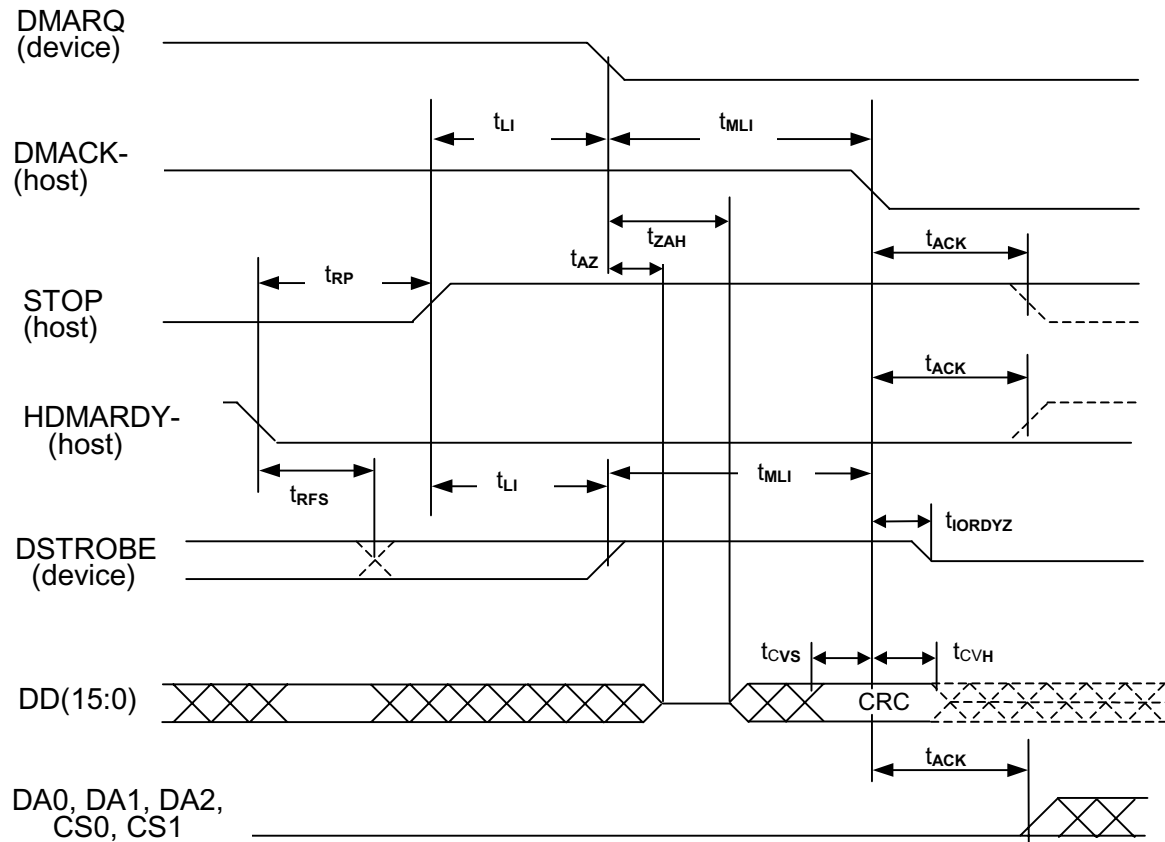 DMARQ
(device)
tLI
tMLI
DMACK-
(host)
tZAH
tACK
tAZ
tRP
STOP
(host)
tACK
HDMARDY-
(host)
tRFS
tLI
tMLI
tIORDYZ
DSTROBE
(device)
tCVS
tCVH
DD(15:0)
CRC
tACK
DA0, DA1, DA2,
CS0, CS1